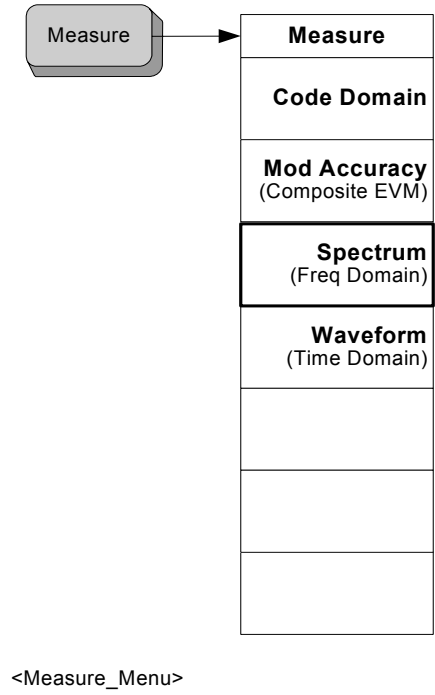 Measure
Measure
Code Domain
Mod Accuracy
(Composite EVM)
Spectrum
(Freq Domain)
Waveform
(Time Domain)
<Measure_Menu>